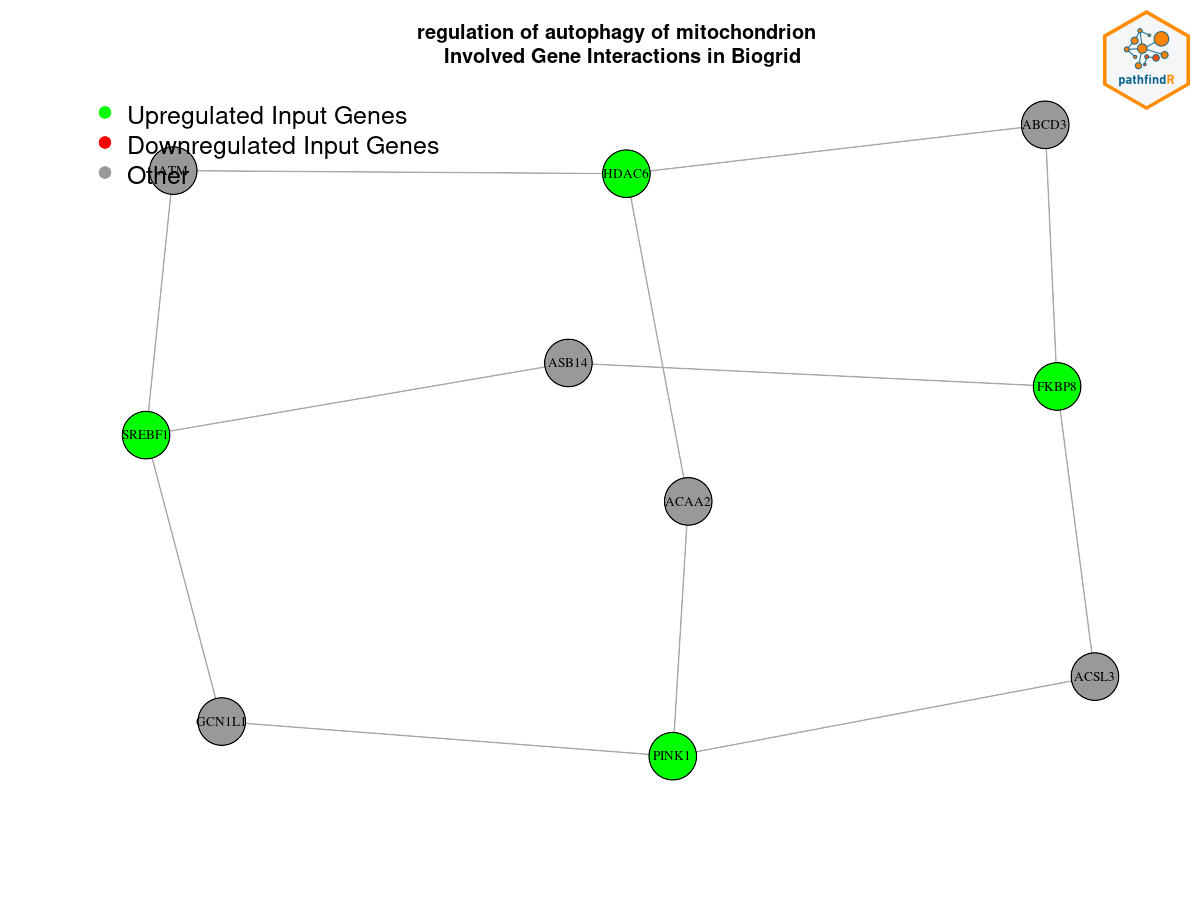 regulation of autophagy of mitochondrion
Involved Gene Interactions in Biogrid
pathfindR
Upregulated Input Genes
Downregulated Input Genes
Other
ATM
HDAC6
ABCD3
ASB14
FKBP8
SREBF1
ACAA2
ACSL3
GCN1L1
PINK1